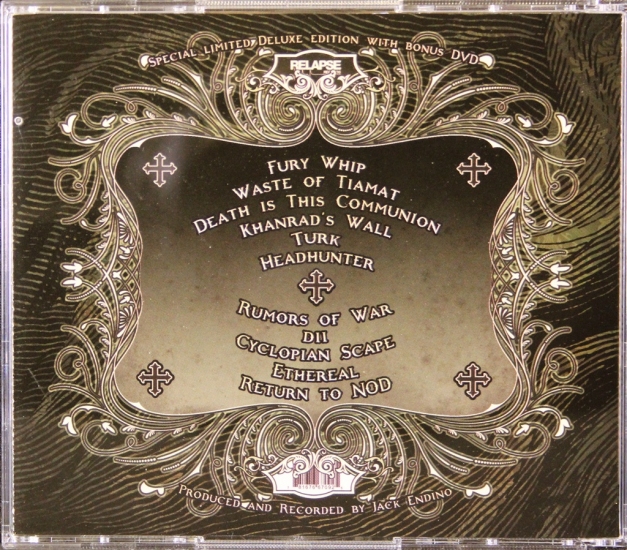 Special limited Deluxe edition with bonus DVD
RELAPSE
Fury Whip
Waste of Tiamat
Death is This Communion
Khanrad's Wall
Turk
Headhunter
Rumors of War
DII
Cyclopian Scape
Ethereal
Return to NOD
Produced and Recorded by Jack Endino